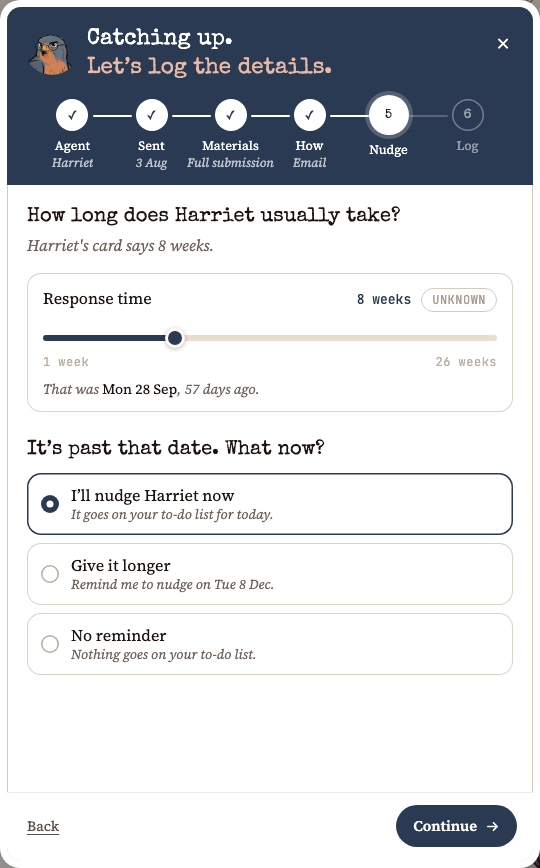 Catching up.
Let's log the details.
✕
✓ ✓ ✓ ✓ 5 6
Agent Sent Materials How Nudge Log
Harriet 3 Aug Full submission Email
How long does Harriet usually take?
Harriet's card says 8 weeks.
Response time 8 weeks UNKNOWN
1 week 26 weeks
That was Mon 28 Sep, 57 days ago.
It's past that date. What now?
I'll nudge Harriet now
It goes on your to-do list for today.
Give it longer
Remind me to nudge on Tue 8 Dec.
No reminder
Nothing goes on your to-do list.
Back Continue →